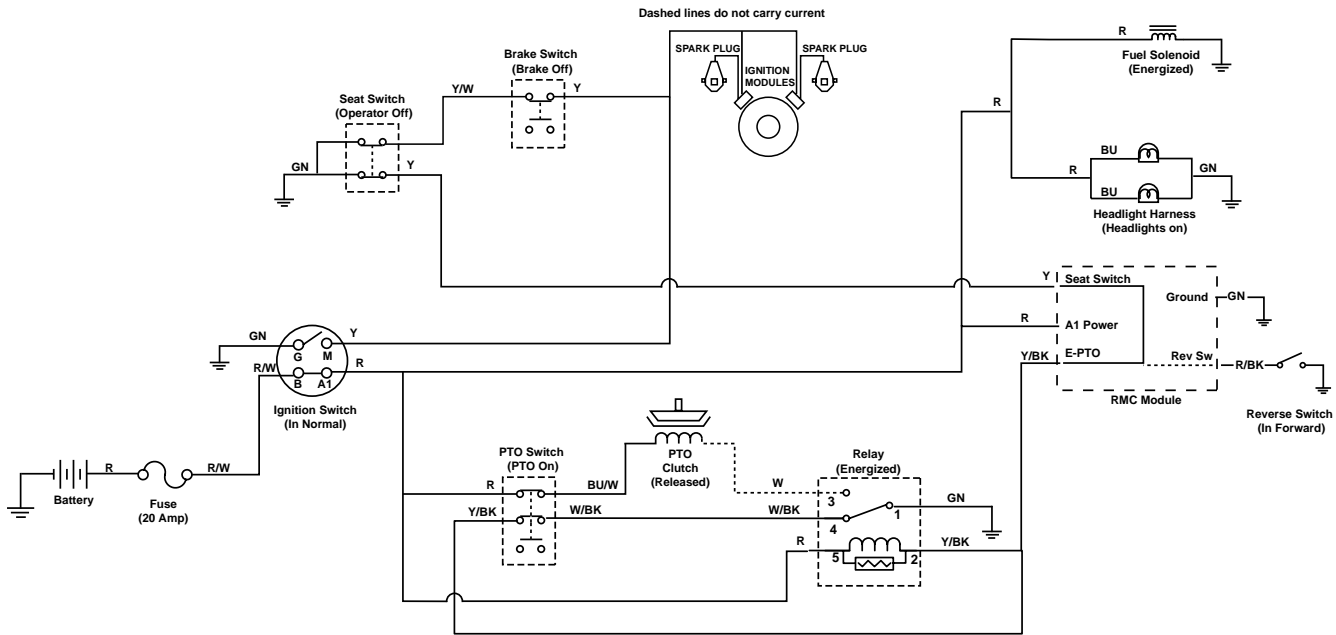 Dashed lines do not carry current
SPARK PLUG
SPARK PLUG
IGNITION
MODULES
R
Fuel Solenoid
(Energized)
Brake Switch
(Brake Off)
Y/W
Y
Seat Switch
(Operator Off)
GN
Y
R
R
BU
BU
GN
Headlight Harness
(Headlights on)
Y
Seat Switch
Ground
GN
R
A1 Power
Y/BK
E-PTO
Rev Sw
R/BK
RMC Module
Reverse Switch
(In Forward)
GN
G
M
Y
R/W
B
A1
R
Ignition Switch
(In Normal)
R
R/W
Battery
Fuse
(20 Amp)
PTO Switch
(PTO On)
R
BU/W
Y/BK
W/BK
PTO
Clutch
(Released)
W
W/BK
Relay
(Energized)
3
4
1
GN
R
5
2
Y/BK